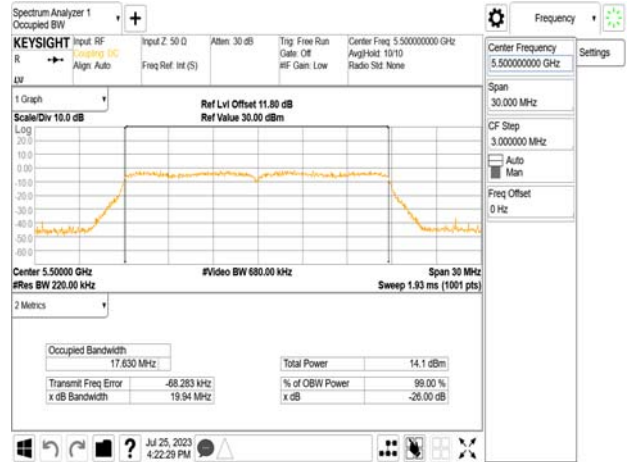 Spectrum Analyzer 1
Occupied BW
+
Frequency
KEYSIGHT Input: RF Input Z: 50 Ω Atten: 30 dB Trig: Free Run Center Freq: 5.500000000 GHz
R Coupling: DC Gate: Off Avg|Hold: 10/10
Align: Auto Freq Ref: Int (S) #IF Gain: Low Radio Std: None
Center Frequency
5.500000000 GHz
Settings
Span
30.000 MHz
CF Step
3.000000 MHz
Auto
Man
Freq Offset
0 Hz
1 Graph
Ref Lvl Offset 11.80 dB
Scale/Div 10.0 dB Ref Value 30.00 dBm
Log
20.0
10.0
0.00
-10.0
-20.0
-30.0
-40.0
-50.0
-60.0
Center 5.50000 GHz #Video BW 680.00 kHz Span 30 MHz
#Res BW 220.00 kHz Sweep 1.93 ms (1001 pts)
2 Metrics
Occupied Bandwidth
17.630 MHz Total Power 14.1 dBm
Transmit Freq Error -68.283 kHz % of OBW Power 99.00 %
x dB Bandwidth 19.94 MHz x dB -26.00 dB
? Jul 25, 2023
4:22:29 PM